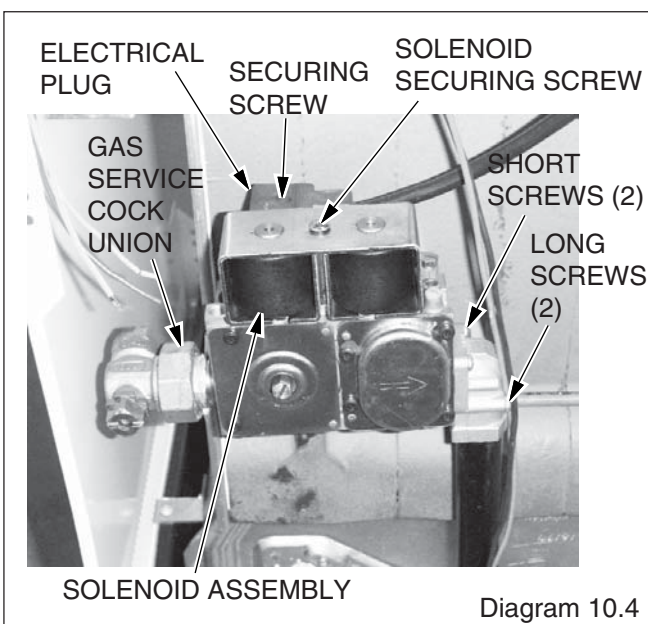 ELECTRICAL
PLUG
SECURING
SCREW
SOLENOID
SECURING SCREW
GAS
SERVICE
COCK
UNION
SHORT
SCREWS (2)
LONG
SCREWS
(2)
SOLENOID ASSEMBLY
Diagram 10.4